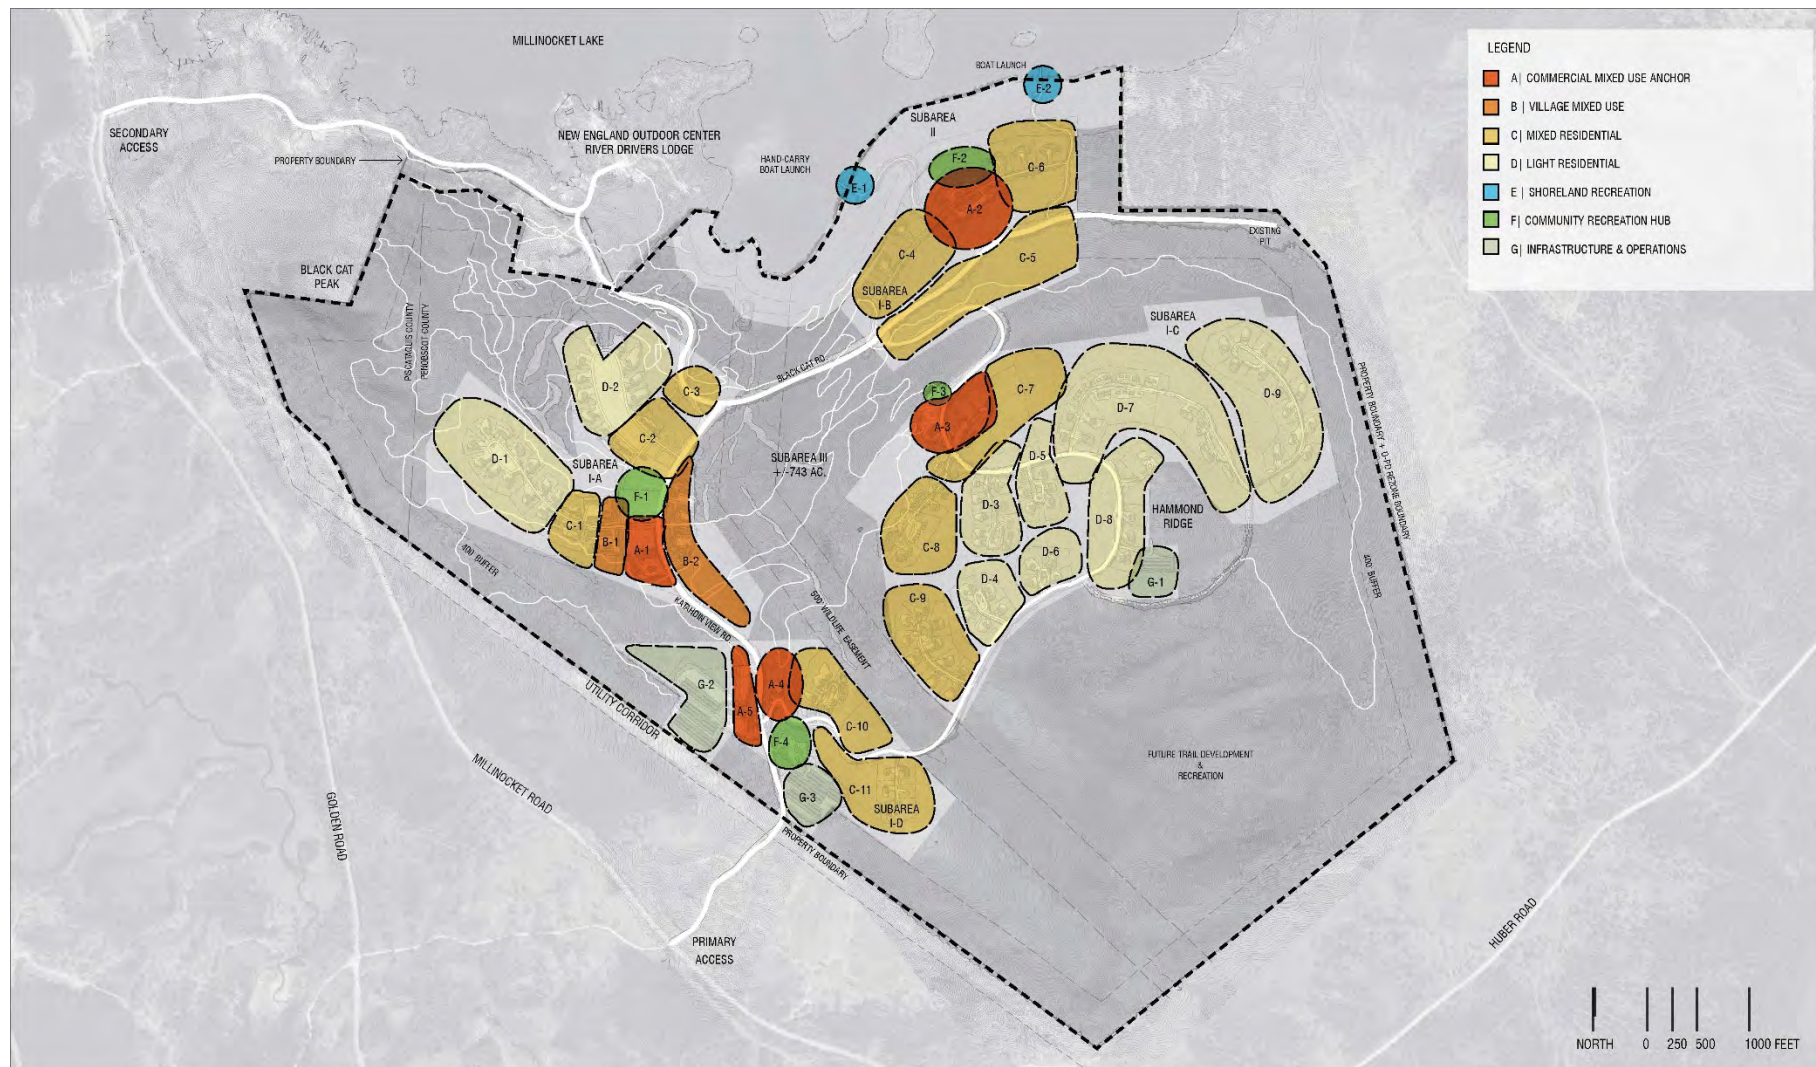 MILLINOCKET LAKE
BOAT LAUNCH
E-2
LEGEND
A| COMMERCIAL MIXED USE ANCHOR
B | VILLAGE MIXED USE
C| MIXED RESIDENTIAL
D| LIGHT RESIDENTIAL
E | SHORELAND RECREATION
F| COMMUNITY RECREATION HUB
G| INFRASTRUCTURE & OPERATIONS
SECONDARY
ACCESS
PROPERTY BOUNDARY
NEW ENGLAND OUTDOOR CENTER
RIVER DRIVERS LODGE
HAND-CARRY
BOAT LAUNCH
E-1
SUBAREA
II
F-2
C-6
A-2
C-4
C-5
SUBAREA
I-B
EXISTING
PIT
BLACK CAT
PEAK
PISCATAQUIS COUNTY
PENOBSCOT COUNTY
BLACK CAT RD
SUBAREA
I-C
D-2
C-3
C-2
D-1
SUBAREA
I-A
F-1
C-1
B-1
A-1
B-2
SUBAREA III
+/-743 AC.
F-3
A-3
C-7
D-7
D-9
D-5
D-3
D-8
HAMMOND
RIDGE
C-8
D-6
D-4
G-1
C-9
PROPERTY BOUNDARY + D-PD REZONE BOUNDARY
400' BUFFER
400' BUFFER
KATAHDIN VIEW RD
500' WILDLIFE EASEMENT
G-2
A-5
A-4
C-10
F-4
G-3
C-11
SUBAREA
I-D
UTILITY CORRIDOR
MILLINOCKET ROAD
GOLDEN ROAD
PROPERTY BOUNDARY
FUTURE TRAIL DEVELOPMENT
&
RECREATION
HUBER ROAD
PRIMARY
ACCESS
NORTH
0 250 500 1000 FEET